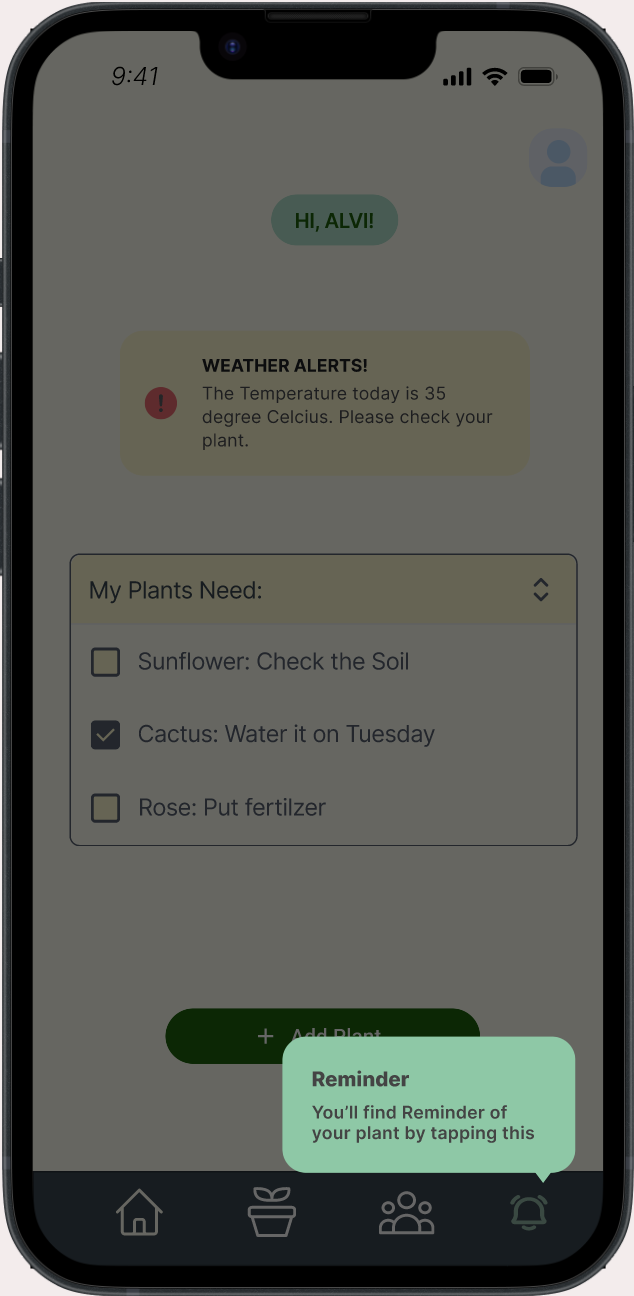 9:41
HI, ALVI!
WEATHER ALERTS!
The Temperature today is 35
degree Celcius. Please check your
plant.
My Plants Need:
Sunflower: Check the Soil
Cactus: Water it on Tuesday
Rose: Put fertilzer
+ Add Plant
Reminder
You’ll find Reminder of
your plant by tapping this